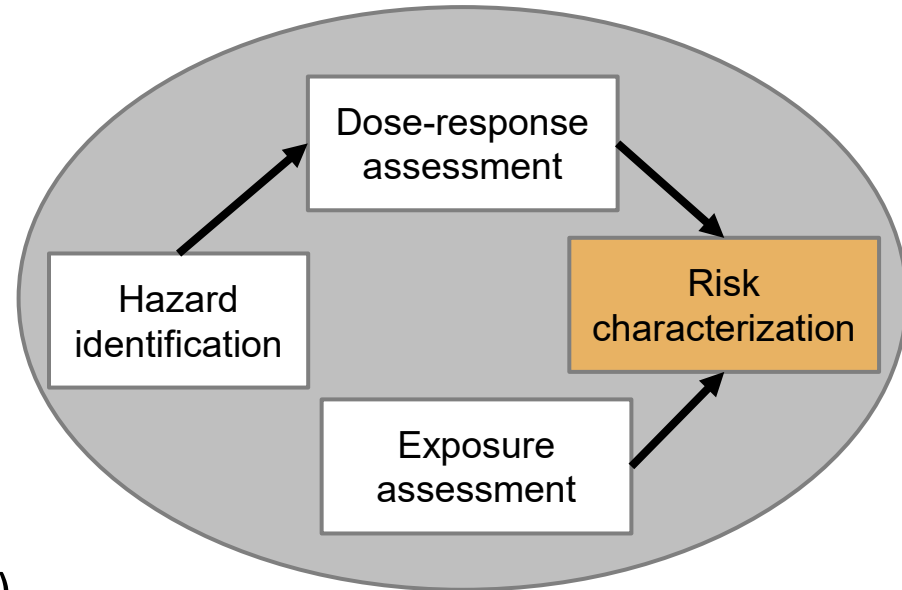 Dose-response
assessment
Hazard
identification
Risk
characterization
Exposure
assessment
)